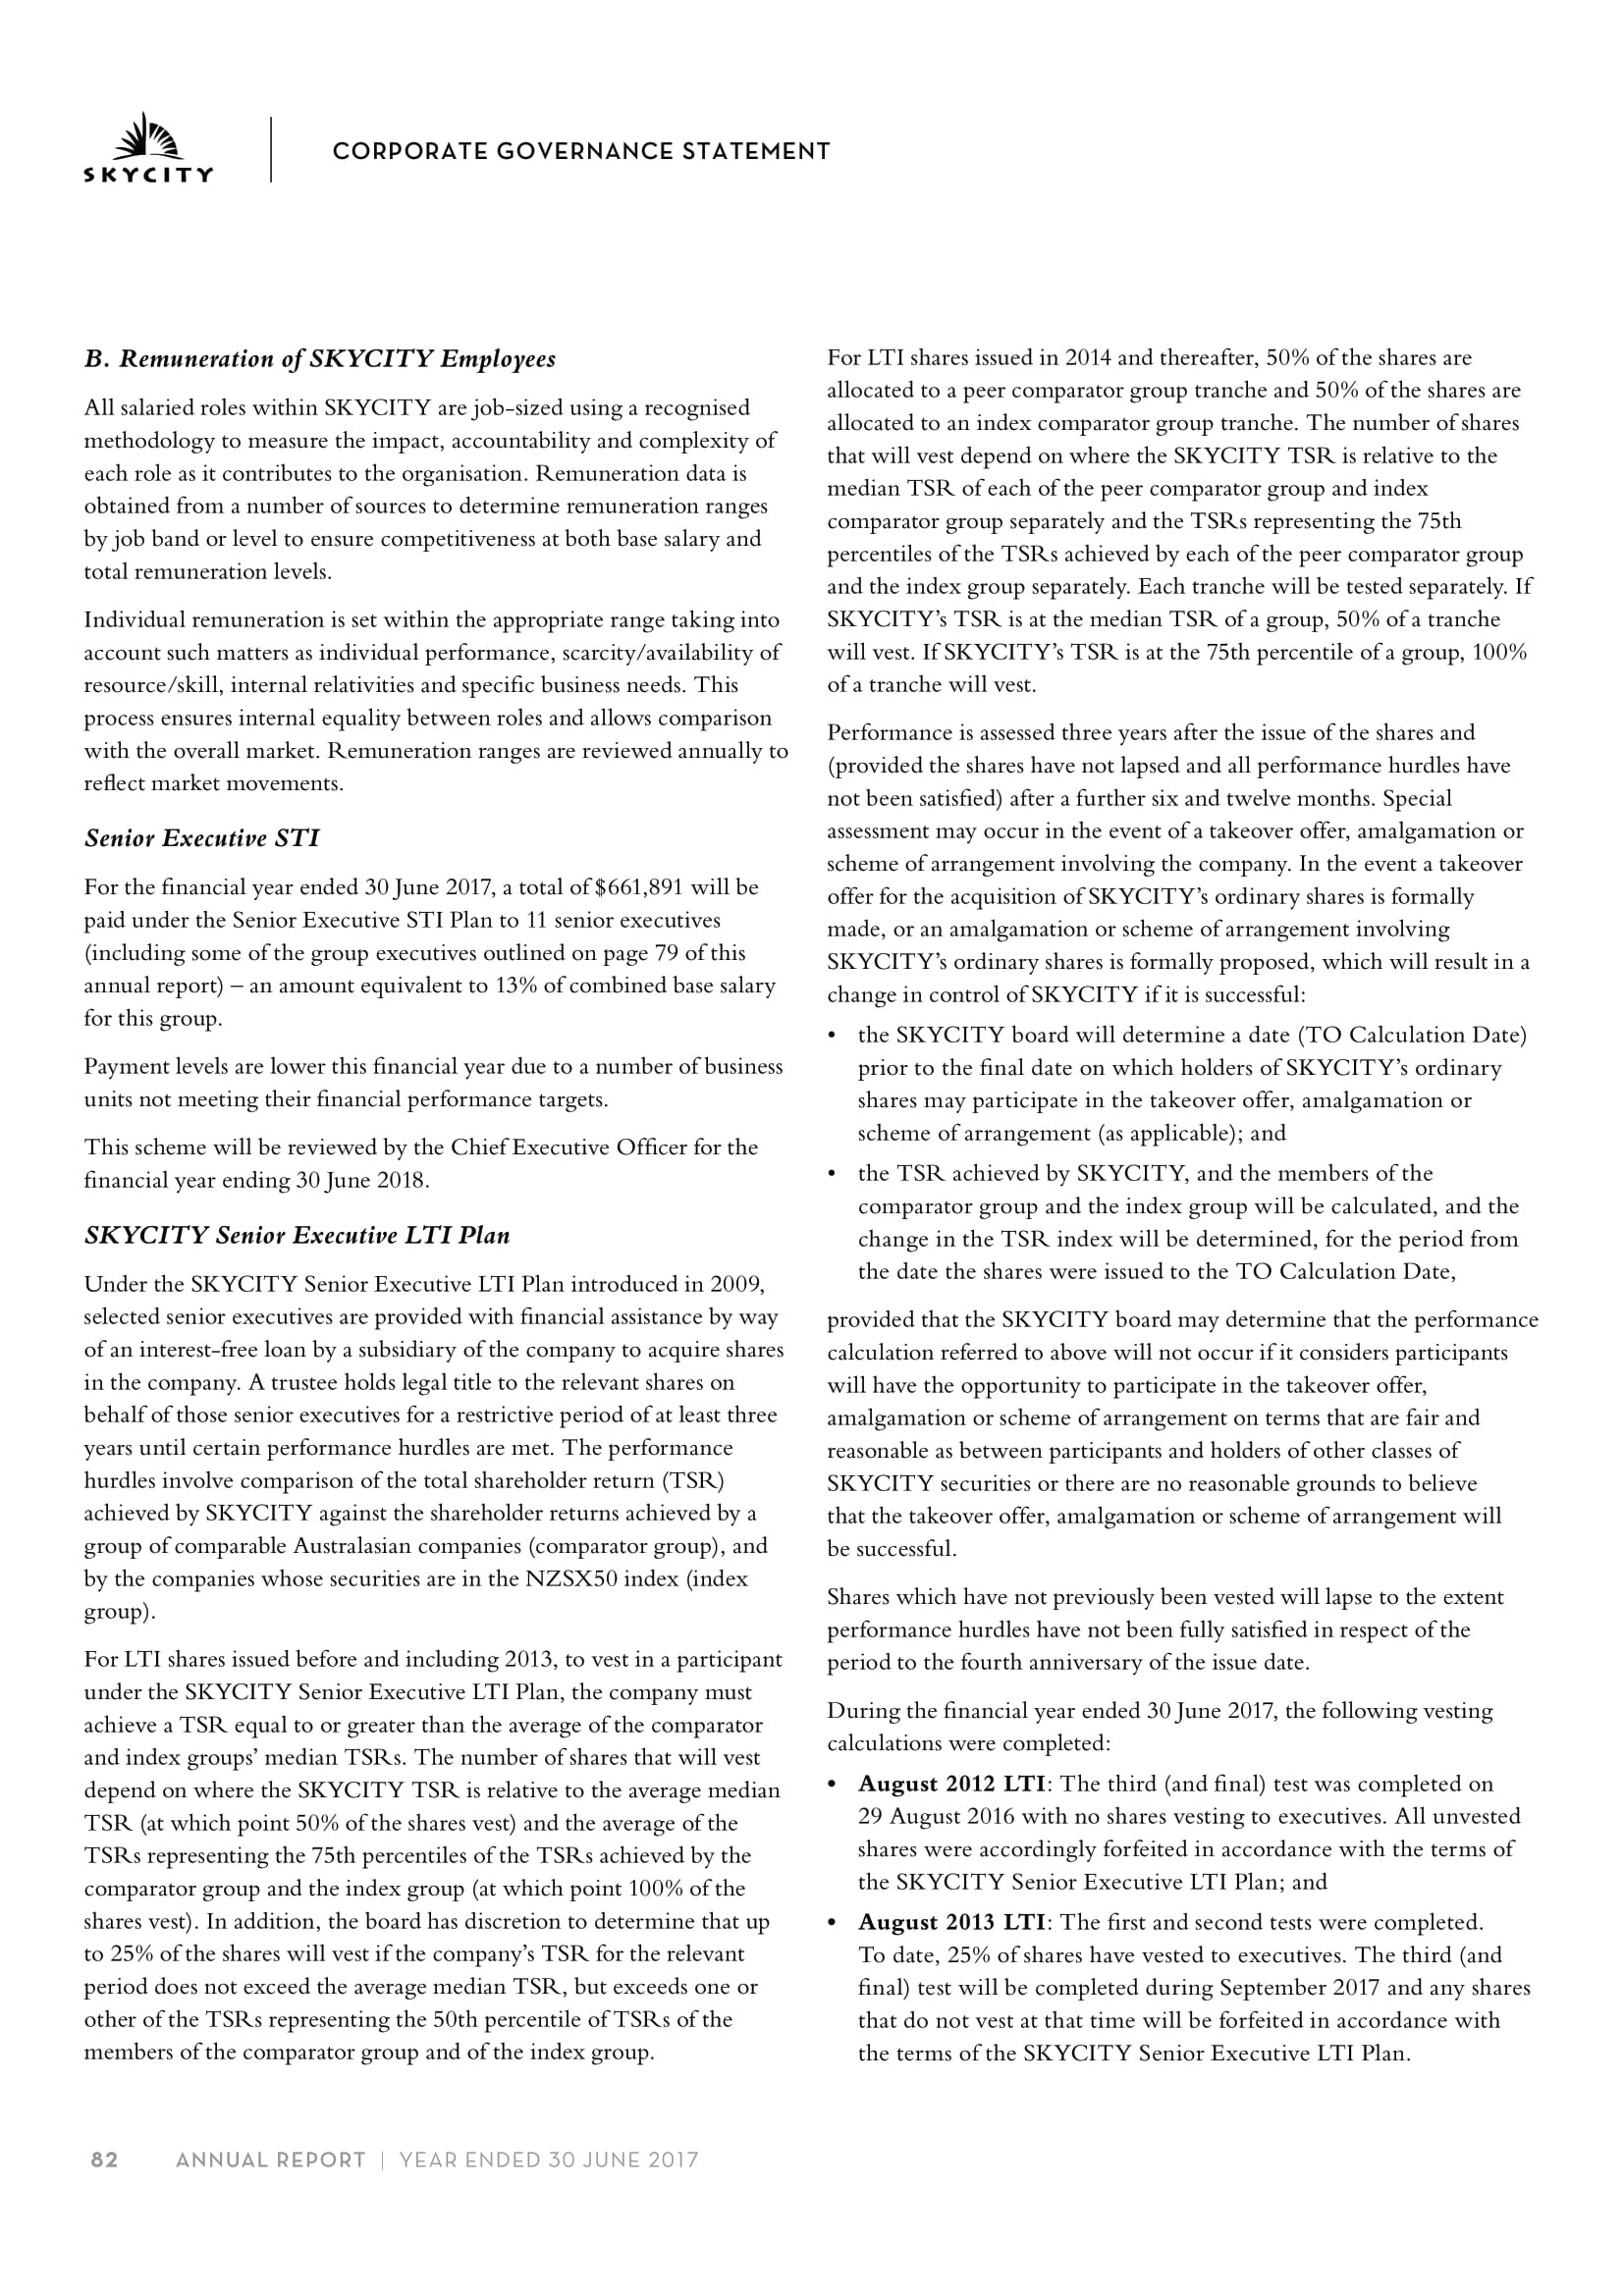 SKYCITY
CORPORATE GOVERNANCE STATEMENT
B. Remuneration of SKYCITY Employees
All salaried roles within SKYCITY are job-sized using a recognised
methodology to measure the impact, accountability and complexity of
each role as it contributes to the organisation. Remuneration data is
obtained from a number of sources to determine remuneration ranges
by job band or level to ensure competitiveness at both base salary and
total remuneration levels.
Individual remuneration is set within the appropriate range taking into
account such matters as individual performance, scarcity/availability of
resource/skill, internal relativities and specific business needs. This
process ensures internal equality between roles and allows comparison
with the overall market. Remuneration ranges are reviewed annually to
reflect market movements.
Senior Executive STI
For the financial year ended 30 June 2017, a total of $661,891 will be
paid under the Senior Executive STI Plan to 11 senior executives
(including some of the group executives outlined on page 79 of this
annual report) – an amount equivalent to 13% of combined base salary
for this group.
Payment levels are lower this financial year due to a number of business
units not meeting their financial performance targets.
This scheme will be reviewed by the Chief Executive Officer for the
financial year ending 30 June 2018.
SKYCITY Senior Executive LTI Plan
Under the SKYCITY Senior Executive LTI Plan introduced in 2009,
selected senior executives are provided with financial assistance by way
of an interest-free loan by a subsidiary of the company to acquire shares
in the company. A trustee holds legal title to the relevant shares on
behalf of those senior executives for a restrictive period of at least three
years until certain performance hurdles are met. The performance
hurdles involve comparison of the total shareholder return (TSR)
achieved by SKYCITY against the shareholder returns achieved by a
group of comparable Australasian companies (comparator group), and
by the companies whose securities are in the NZSX50 index (index
group).
For LTI shares issued before and including 2013, to vest in a participant
under the SKYCITY Senior Executive LTI Plan, the company must
achieve a TSR equal to or greater than the average of the comparator
and index groups’ median TSRs. The number of shares that will vest
depend on where the SKYCITY TSR is relative to the average median
TSR (at which point 50% of the shares vest) and the average of the
TSRs representing the 75th percentiles of the TSRs achieved by the
comparator group and the index group (at which point 100% of the
shares vest). In addition, the board has discretion to determine that up
to 25% of the shares will vest if the company’s TSR for the relevant
period does not exceed the average median TSR, but exceeds one or
other of the TSRs representing the 50th percentile of TSRs of the
members of the comparator group and of the index group.
For LTI shares issued in 2014 and thereafter, 50% of the shares are
allocated to a peer comparator group tranche and 50% of the shares are
allocated to an index comparator group tranche. The number of shares
that will vest depend on where the SKYCITY TSR is relative to the
median TSR of each of the peer comparator group and index
comparator group separately and the TSRs representing the 75th
percentiles of the TSRs achieved by each of the peer comparator group
and the index group separately. Each tranche will be tested separately. If
SKYCITY’s TSR is at the median TSR of a group, 50% of a tranche
will vest. If SKYCITY’s TSR is at the 75th percentile of a group, 100%
of a tranche will vest.
Performance is assessed three years after the issue of the shares and
(provided the shares have not lapsed and all performance hurdles have
not been satisfied) after a further six and twelve months. Special
assessment may occur in the event of a takeover offer, amalgamation or
scheme of arrangement involving the company. In the event a takeover
offer for the acquisition of SKYCITY’s ordinary shares is formally
made, or an amalgamation or scheme of arrangement involving
SKYCITY’s ordinary shares is formally proposed, which will result in a
change in control of SKYCITY if it is successful:
• the SKYCITY board will determine a date (TO Calculation Date)
prior to the final date on which holders of SKYCITY’s ordinary
shares may participate in the takeover offer, amalgamation or
scheme of arrangement (as applicable); and
• the TSR achieved by SKYCITY, and the members of the
comparator group and the index group will be calculated, and the
change in the TSR index will be determined, for the period from
the date the shares were issued to the TO Calculation Date,
provided that the SKYCITY board may determine that the performance
calculation referred to above will not occur if it considers participants
will have the opportunity to participate in the takeover offer,
amalgamation or scheme of arrangement on terms that are fair and
reasonable as between participants and holders of other classes of
SKYCITY securities or there are no reasonable grounds to believe
that the takeover offer, amalgamation or scheme of arrangement will
be successful.
Shares which have not previously been vested will lapse to the extent
performance hurdles have not been fully satisfied in respect of the
period to the fourth anniversary of the issue date.
During the financial year ended 30 June 2017, the following vesting
calculations were completed:
• August 2012 LTI: The third (and final) test was completed on
29 August 2016 with no shares vesting to executives. All unvested
shares were accordingly forfeited in accordance with the terms of
the SKYCITY Senior Executive LTI Plan; and
• August 2013 LTI: The first and second tests were completed.
To date, 25% of shares have vested to executives. The third (and
final) test will be completed during September 2017 and any shares
that do not vest at that time will be forfeited in accordance with
the terms of the SKYCITY Senior Executive LTI Plan.
82 ANNUAL REPORT | YEAR ENDED 30 JUNE 2017